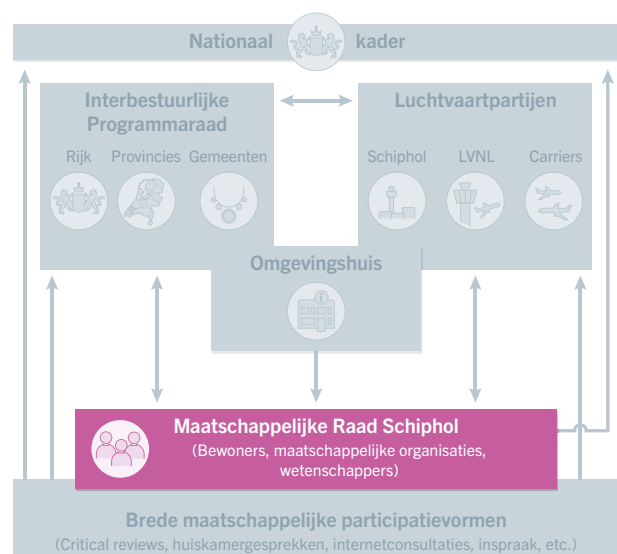 Nationaal kader
Interbestuurlijke
Programmaraad
Rijk Provincies Gemeenten
Luchtvaartpartijen
Schiphol LVNL Carriers
Omgevingshuis
Maatschappelijke Raad Schiphol
(Bewoners, maatschappelijke organisaties,
wetenschappers)
Brede maatschappelijke participatievormen
(Critical reviews, huiskamergesprekken, internetconsultaties, inspraak, etc.)